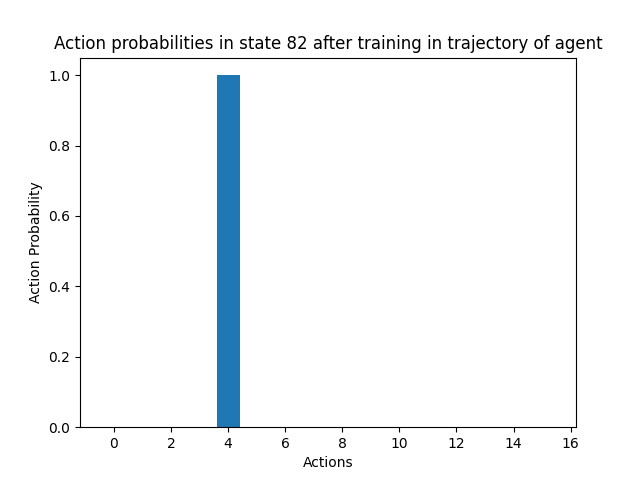 Action probabilities in state 82 after training in trajectory of agent
1.0
0.8
0.6
0.4
0.2
0.0
Action Probability
0 2 4 6 8 10 12 14 16
Actions